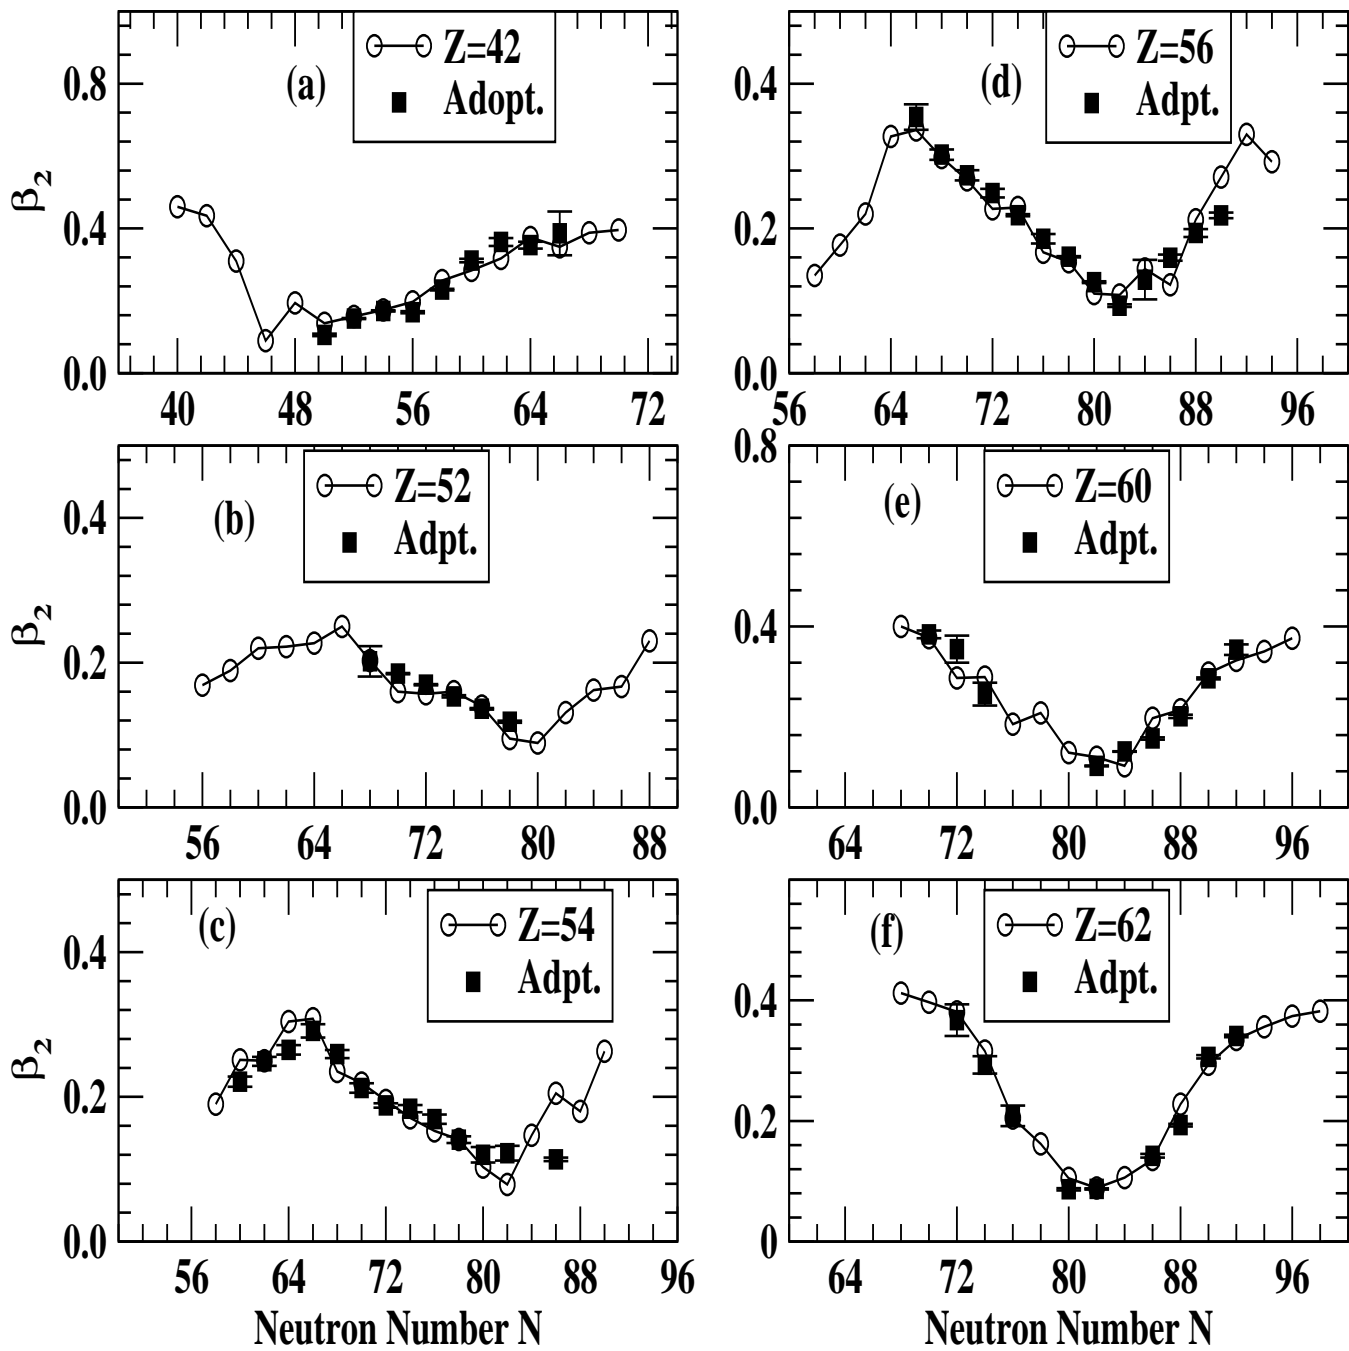 (a)
Z=42
Adopt.
β₂
0.8
0.4
0.0
40 48 56 64 72
(d)
Z=56
Adpt.
0.4
0.2
0.0
56 64 72 80 88 96
(b)
Z=52
Adpt.
β₂
0.4
0.2
0.0
56 64 72 80 88
(e)
Z=60
Adpt.
0.8
0.4
0.0
64 72 80 88 96
(c)
Z=54
Adpt.
β₂
0.4
0.2
0.0
56 64 72 80 88 96
Neutron Number N
(f)
Z=62
Adpt.
0.4
0.2
0
64 72 80 88 96
Neutron Number N